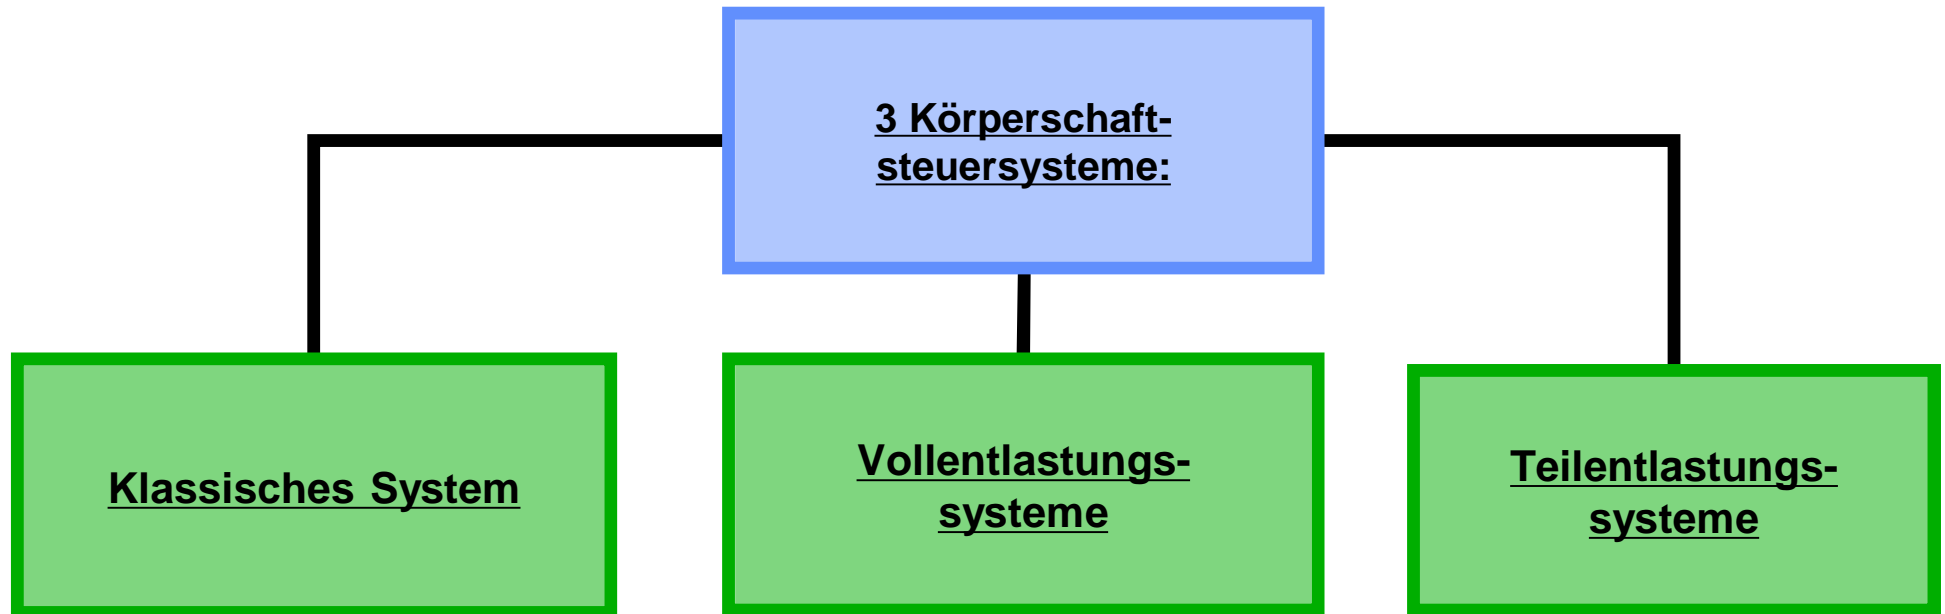 3 Körperschaft-
steuersysteme:
Klassisches System
Vollentlastungs-
systeme
Teilentlastungs-
systeme